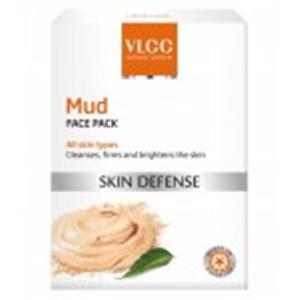 VLCC
Mud
FACE PACK
All skin types
Cleanses, firms and brightens the skin
SKIN DEFENSE